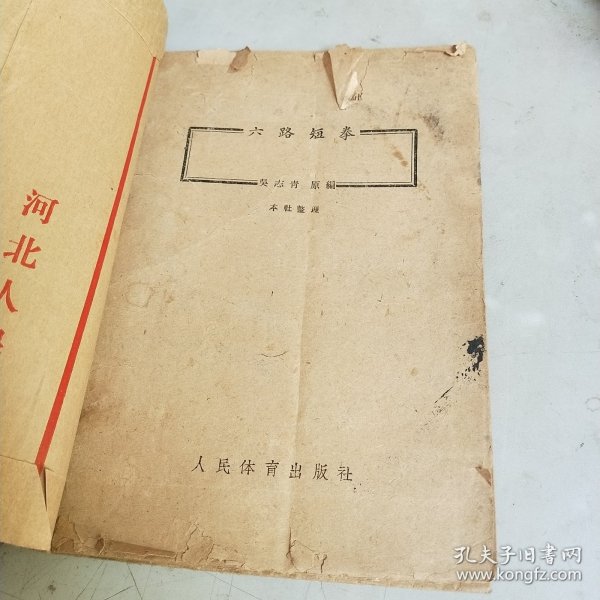 六路短拳
吳志青 原編
本社整理
人民体育出版社
河北人
孔夫子旧书网
www.kongfz.com